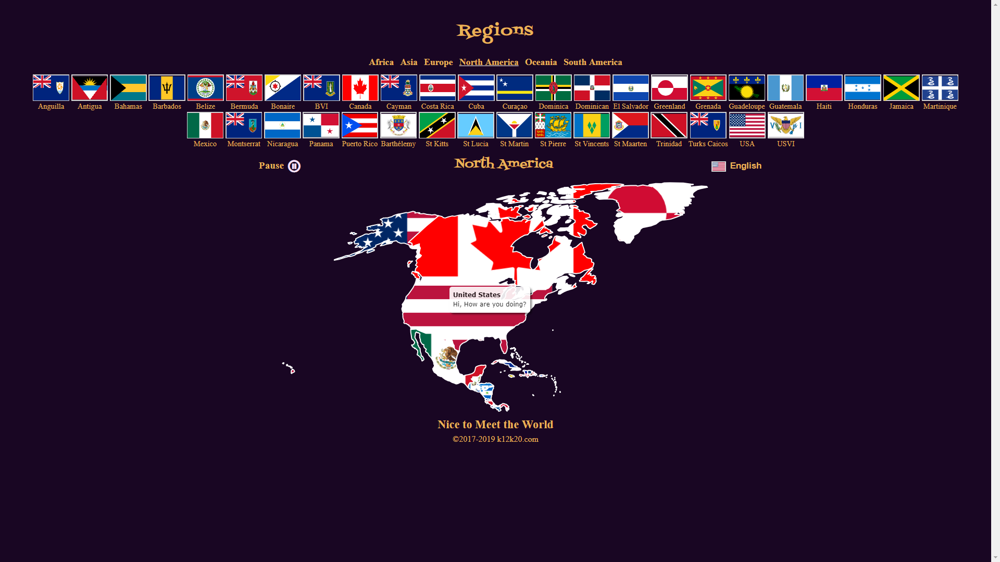 Regions
Africa Asia Europe North America Oceania South America
Anguilla Antigua Bahamas Barbados Belize Bermuda Bonaire BVI Canada Cayman Costa Rica Cuba Curaçao Dominica Dominican El Salvador Greenland Grenada Guadeloupe Guatemala Haiti Honduras Jamaica Martinique
V I
Mexico Montserrat Nicaragua Panama Puerto Rico Barthélemy St Kitts St Lucia St Martin St Pierre St Vincents St Maarten Trinidad Turks Caicos USA USVI
Pause North America English
United States
Hi, How are you doing?
Nice to Meet the World
©2017-2019 k12k20.com